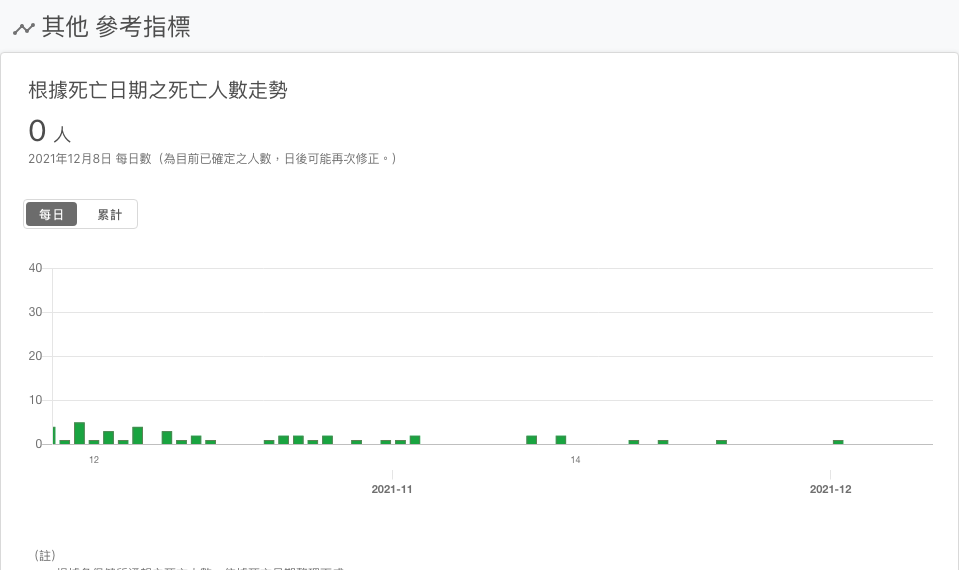 其他 參考指標
根據死亡日期之死亡人數走勢
0 人
2021年12月8日 每日數（為目前已確定之人數，日後可能再次修正。）
每日
累計
40
30
20
10
0
12
14
2021-11
2021-12
（註）